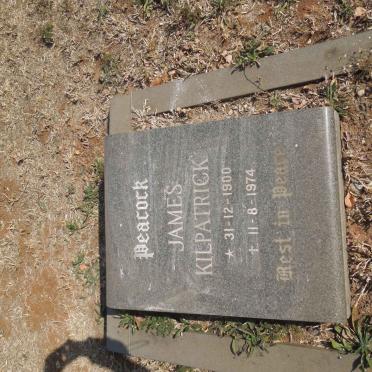 Peacock
JAMES
KILPATRICK
★ 31-12-1900
† 11-8-1974
Rest in Peace